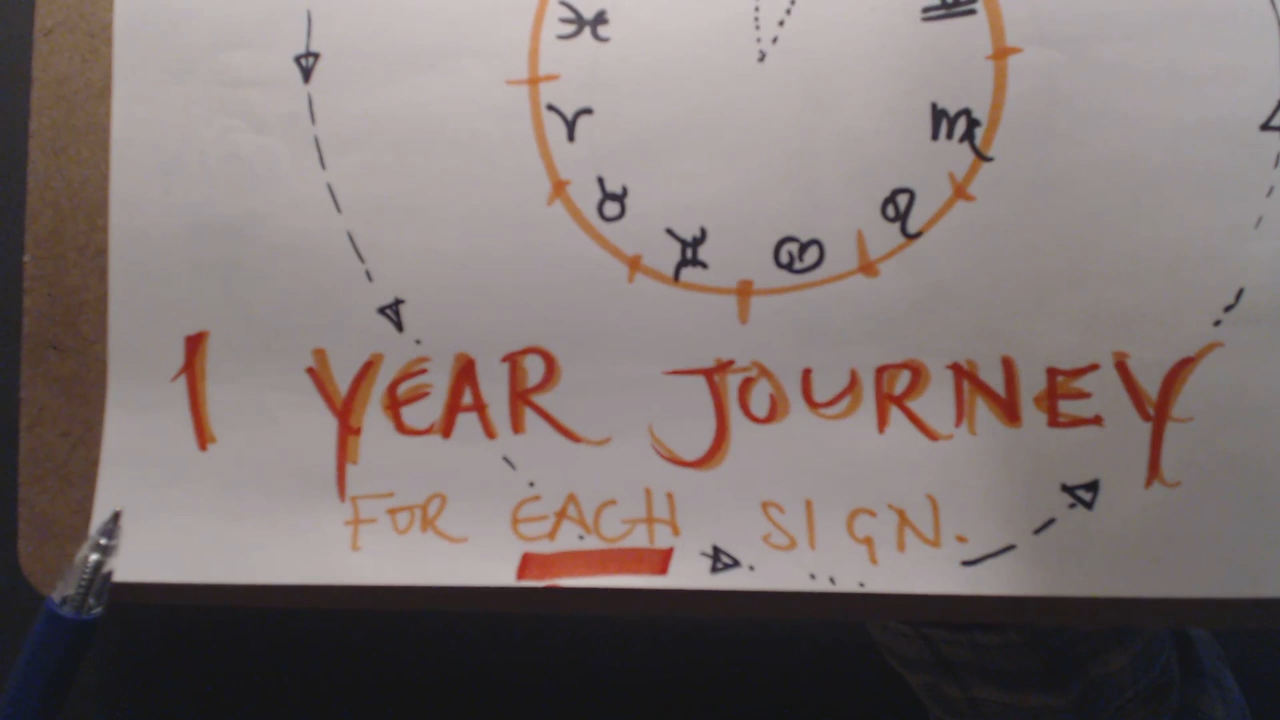 ♓
♈ ♍
♉ ♌
♊ ♋
1 YEAR JOURNEY
FOR EACH SIGN.